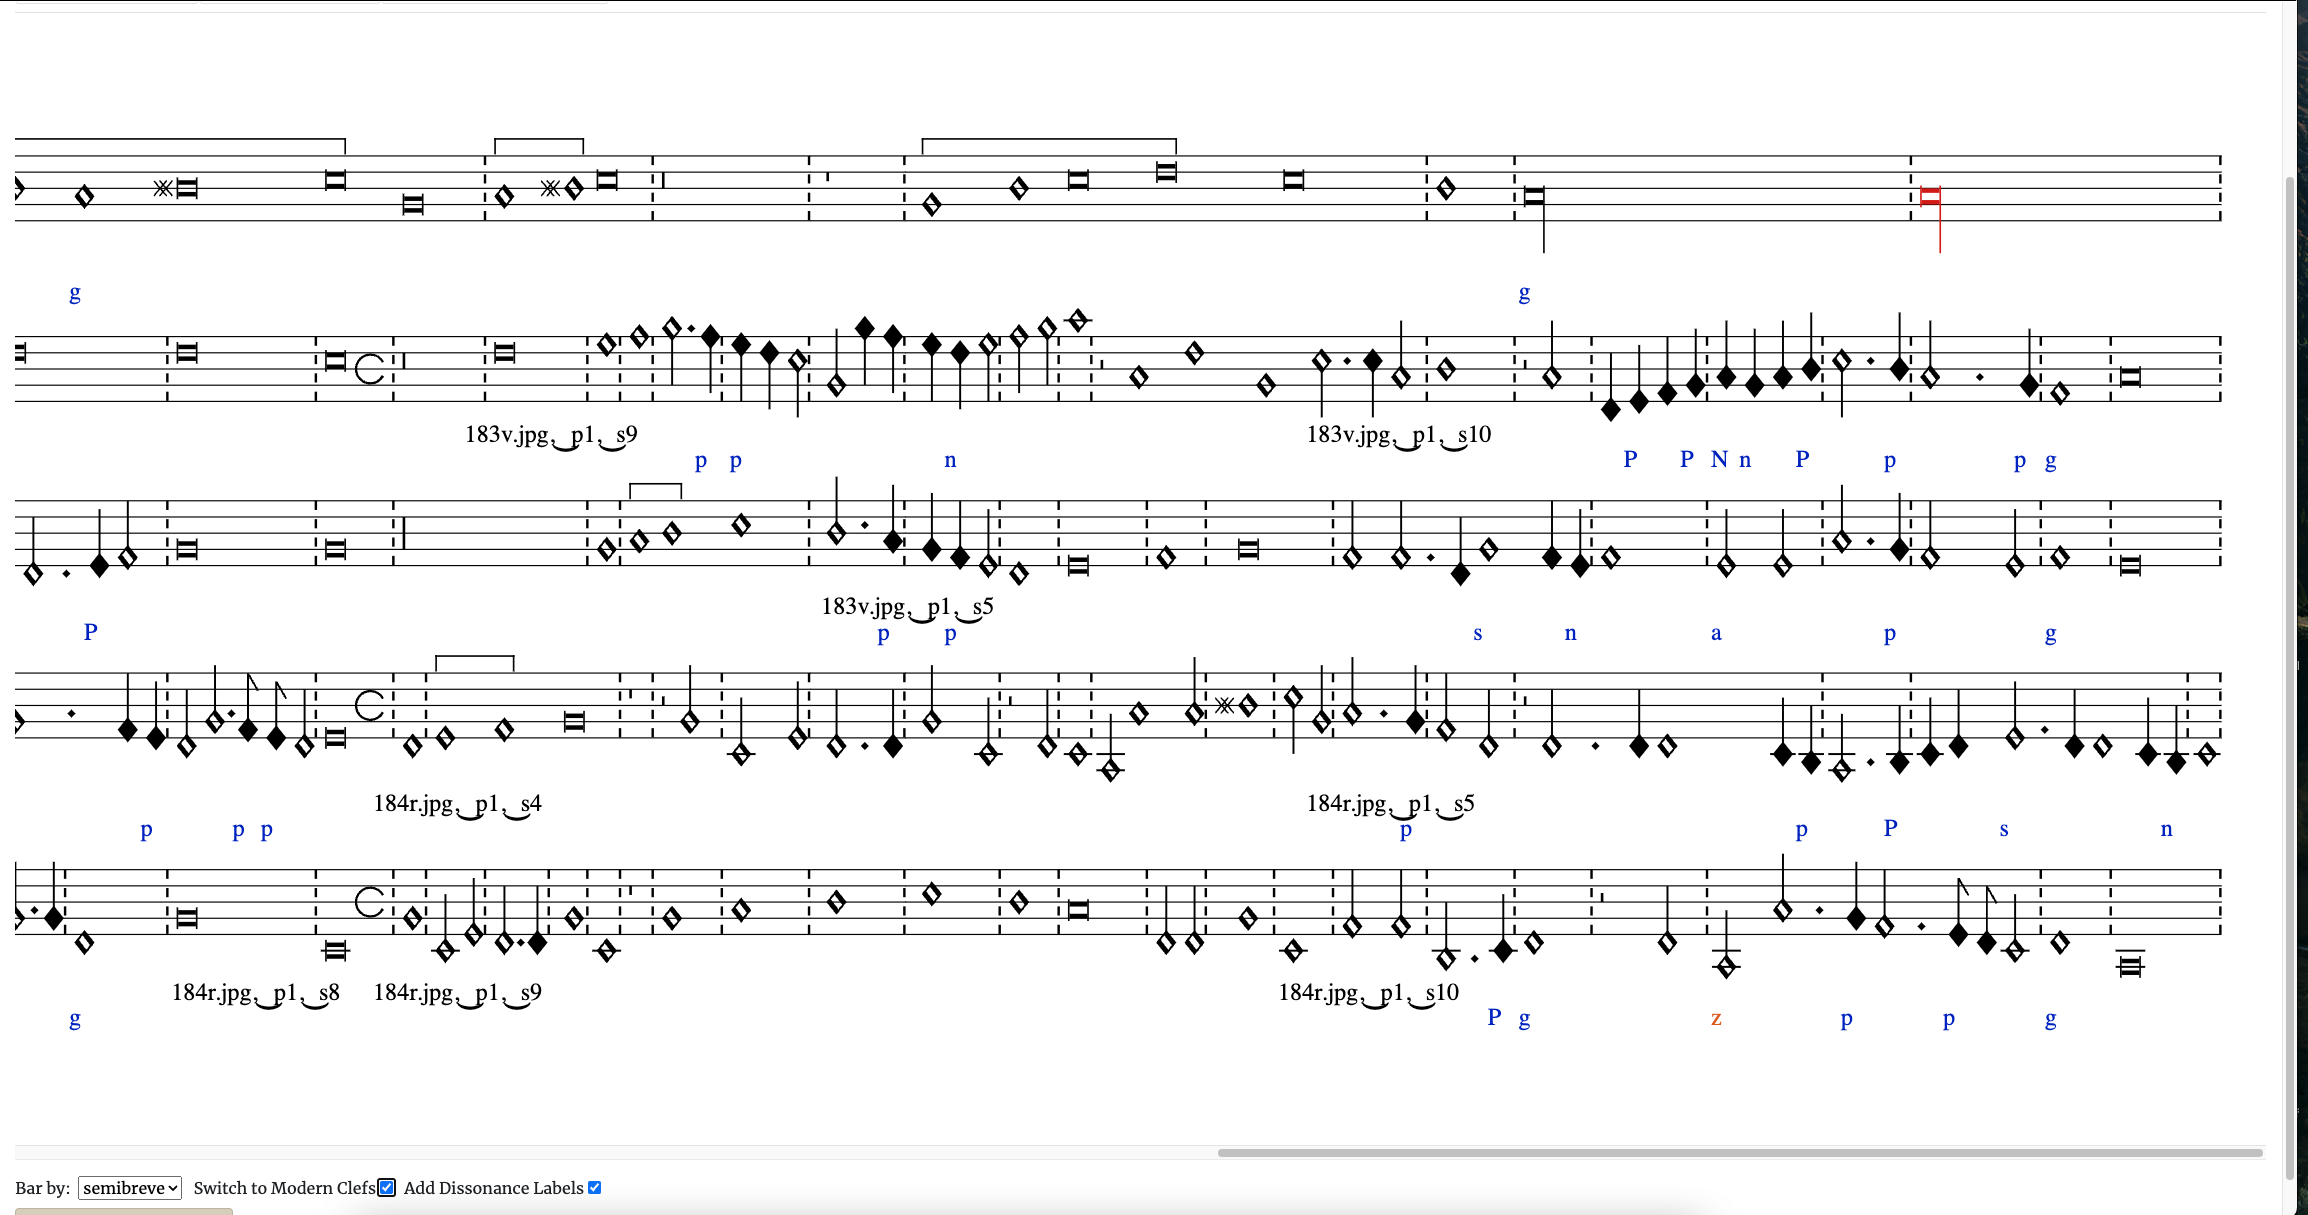 g g
183v.jpg, p1, s9 183v.jpg, p1, s10
p p n P P N n P p p g
183v.jpg, p1, s5
P p p s n a p g
184r.jpg, p1, s4 184r.jpg, p1, s5
p p p p p P s n
184r.jpg, p1, s8 184r.jpg, p1, s9 184r.jpg, p1, s10
g P g z p p g
Bar by: semibreve Switch to Modern Clefs Add Dissonance Labels